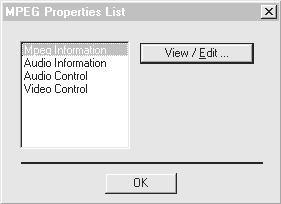 MPEG Properties List
Mpeg Information
View / Edit ...
Audio Information
Audio Control
Video Control
OK